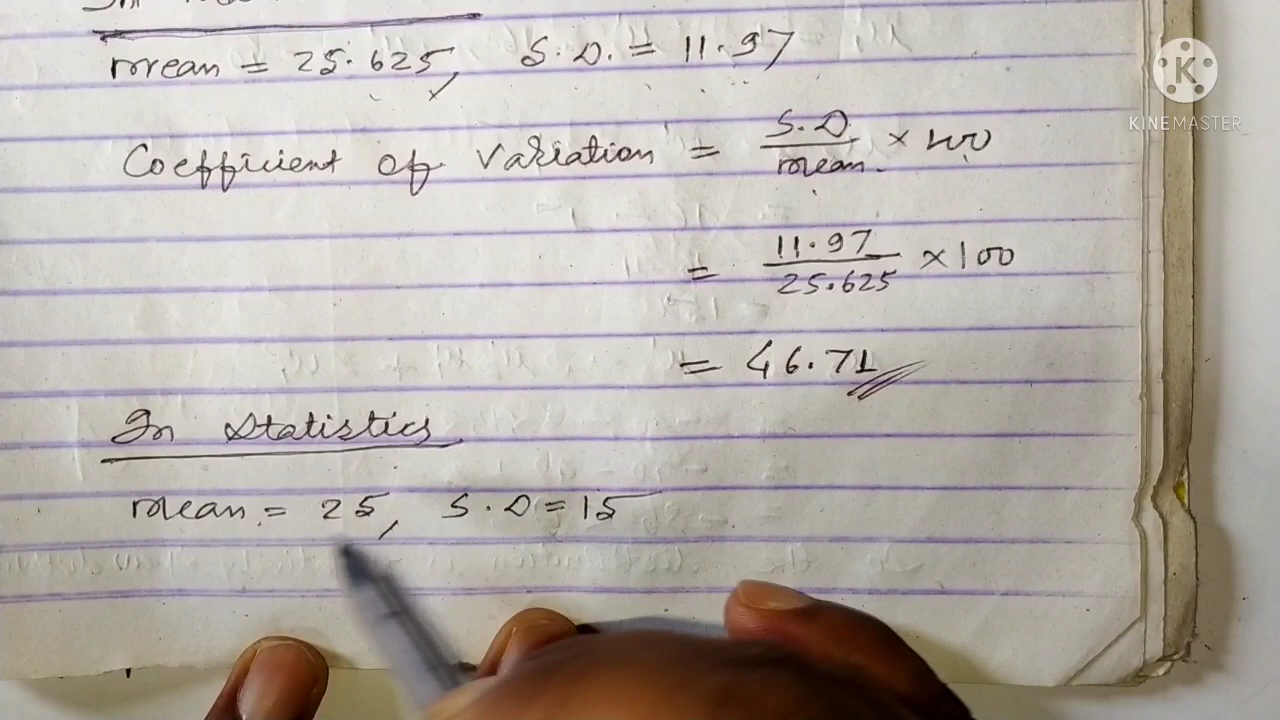 In
mean = 25.625, S.D. = 11.97
K
KINEMASTER
Coefficient of Variation = S.D. / mean. × 100
= 11.97 / 25.625 × 100
= 46.71
In Statistics
Mean = 25, S.D = 15